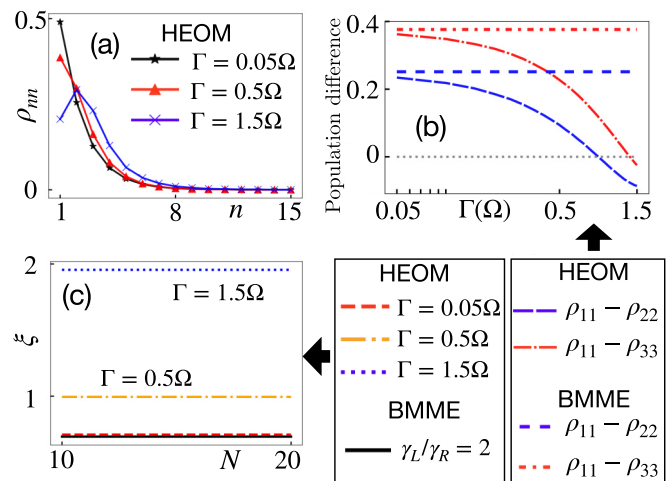 0.5
(a)
HEOM
Γ = 0.05Ω
Γ = 0.5Ω
Γ = 1.5Ω
ρnn
0
1
8
n
15
Population difference
0.4
0.2
0
(b)
0.05
Γ(Ω)
0.5
1.5
2
(c)
Γ = 1.5Ω
ξ
Γ = 0.5Ω
1
10
N
20
HEOM
Γ = 0.05Ω
Γ = 0.5Ω
Γ = 1.5Ω
BMME
γL/γR = 2
HEOM
ρ11 − ρ22
ρ11 − ρ33
BMME
ρ11 − ρ22
ρ11 − ρ33